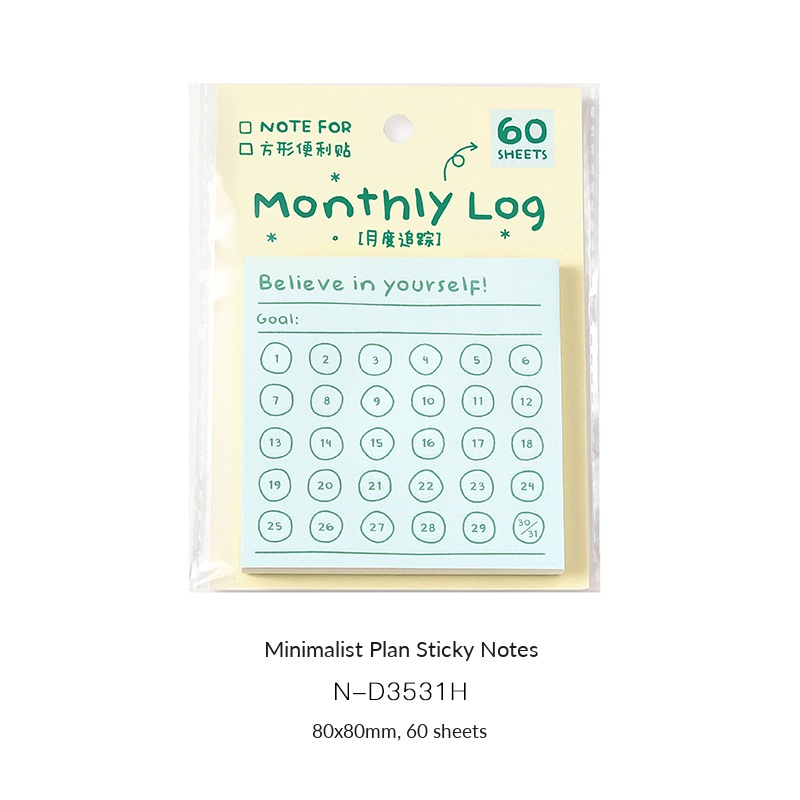 □ NOTE FOR
□ 方形便利贴
60
SHEETS
Monthly Log
[月度追踪]
Believe in yourself!
Goal:
1 2 3 4 5 6
7 8 9 10 11 12
13 14 15 16 17 18
19 20 21 22 23 24
25 26 27 28 29 30/31
Minimalist Plan Sticky Notes
N-D3531H
80x80mm, 60 sheets